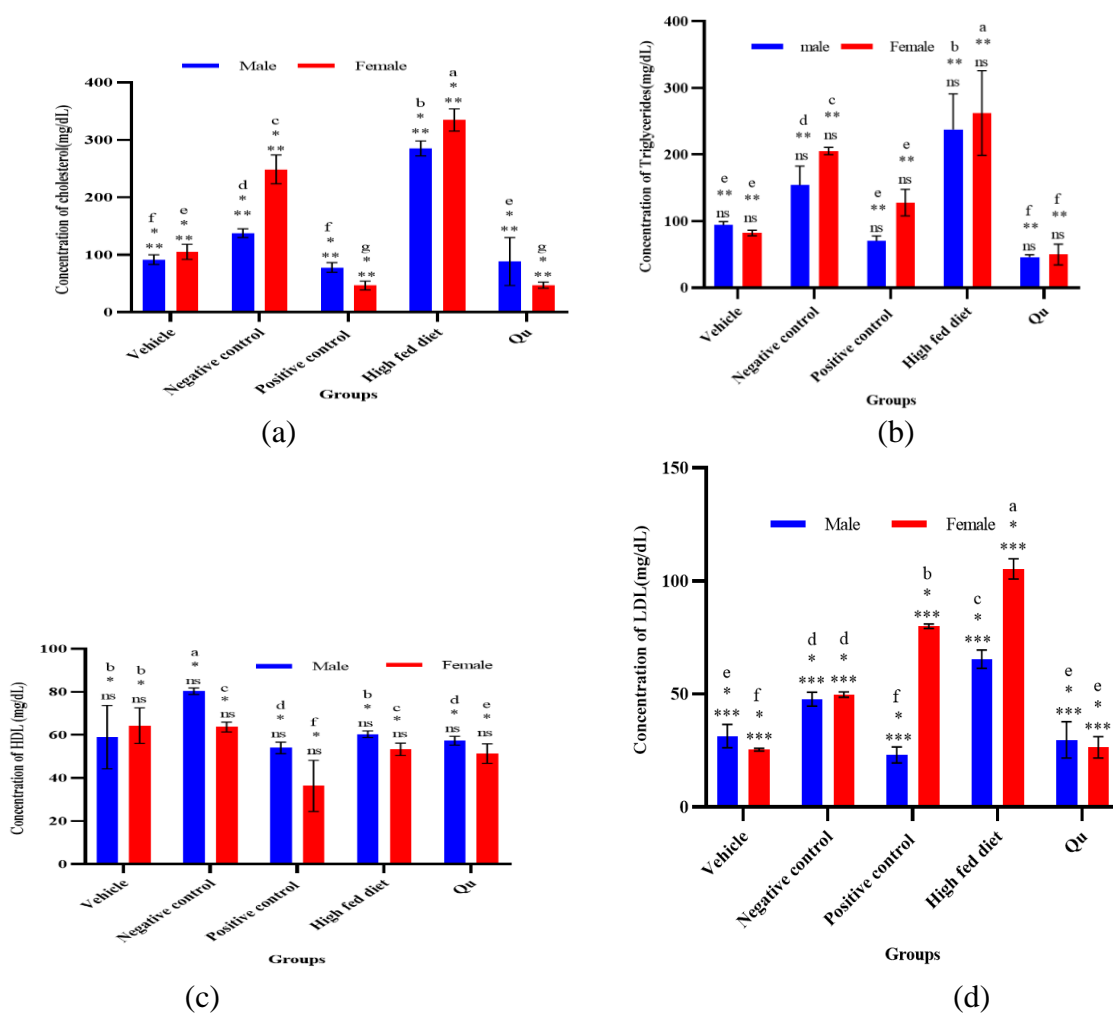 Male Female
Concentration of cholesterol(mg/dL)
400
300
200
100
0
f
*
**
e
*
**
d
*
**
c
*
**
f
*
**
g
*
**
b
*
**
a
*
**
e
*
**
g
*
**
Vehicle
Negative control
Positive control
High fed diet
Qu
Groups
(a)
male Female
Concentration of Triglycerides(mg/dL)
400
300
200
100
0
e
**
ns
e
**
ns
d
**
ns
c
**
ns
e
**
ns
e
**
ns
b
**
ns
a
**
ns
f
**
ns
f
**
ns
Vehicle
Negative control
Positive control
High fed diet
Qu
Groups
(b)
Male Female
Concentration of HDL (mg/dL)
100
80
60
40
20
0
b
*
ns
b
*
ns
a
*
ns
c
*
ns
d
*
ns
f
*
ns
b
*
ns
c
*
ns
d
*
ns
e
*
ns
Vehicle
Negative control
Positive control
High fed diet
Qu
Groups
(c)
Male Female
Concentration of LDL(mg/dL)
150
100
50
0
e
*
***
f
*
***
d
*
***
d
*
***
f
*
***
b
*
***
c
*
***
a
*
***
e
*
***
e
*
***
Vehicle
Negative control
Positive control
High fed diet
Qu
Groups
(d)